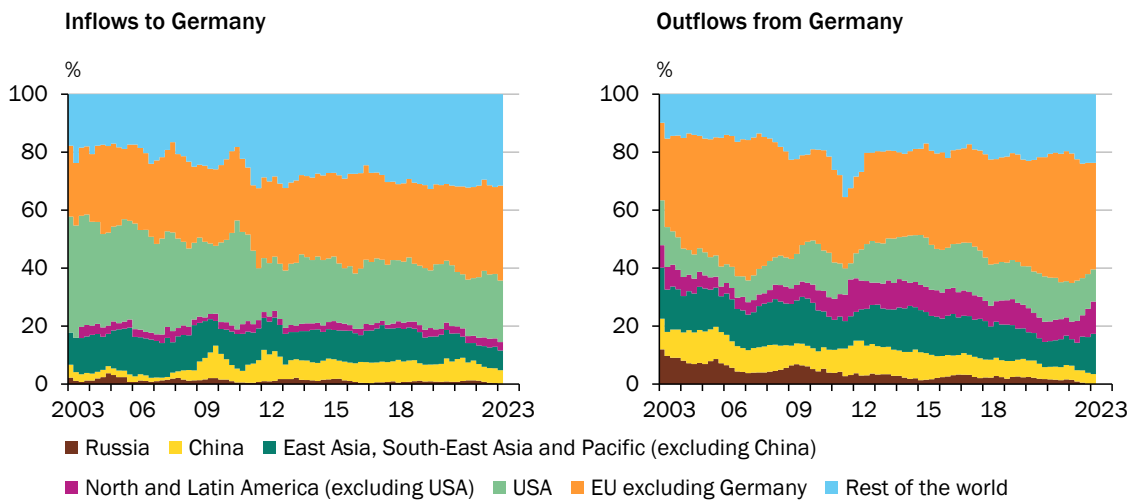 Inflows to Germany
%
100
80
60
40
20
0
2003 06 09 12 15 18 2023
Outflows from Germany
%
100
80
60
40
20
0
2003 06 09 12 15 18 2023
Russia China East Asia, South-East Asia and Pacific (excluding China)
North and Latin America (excluding USA) USA EU excluding Germany Rest of the world